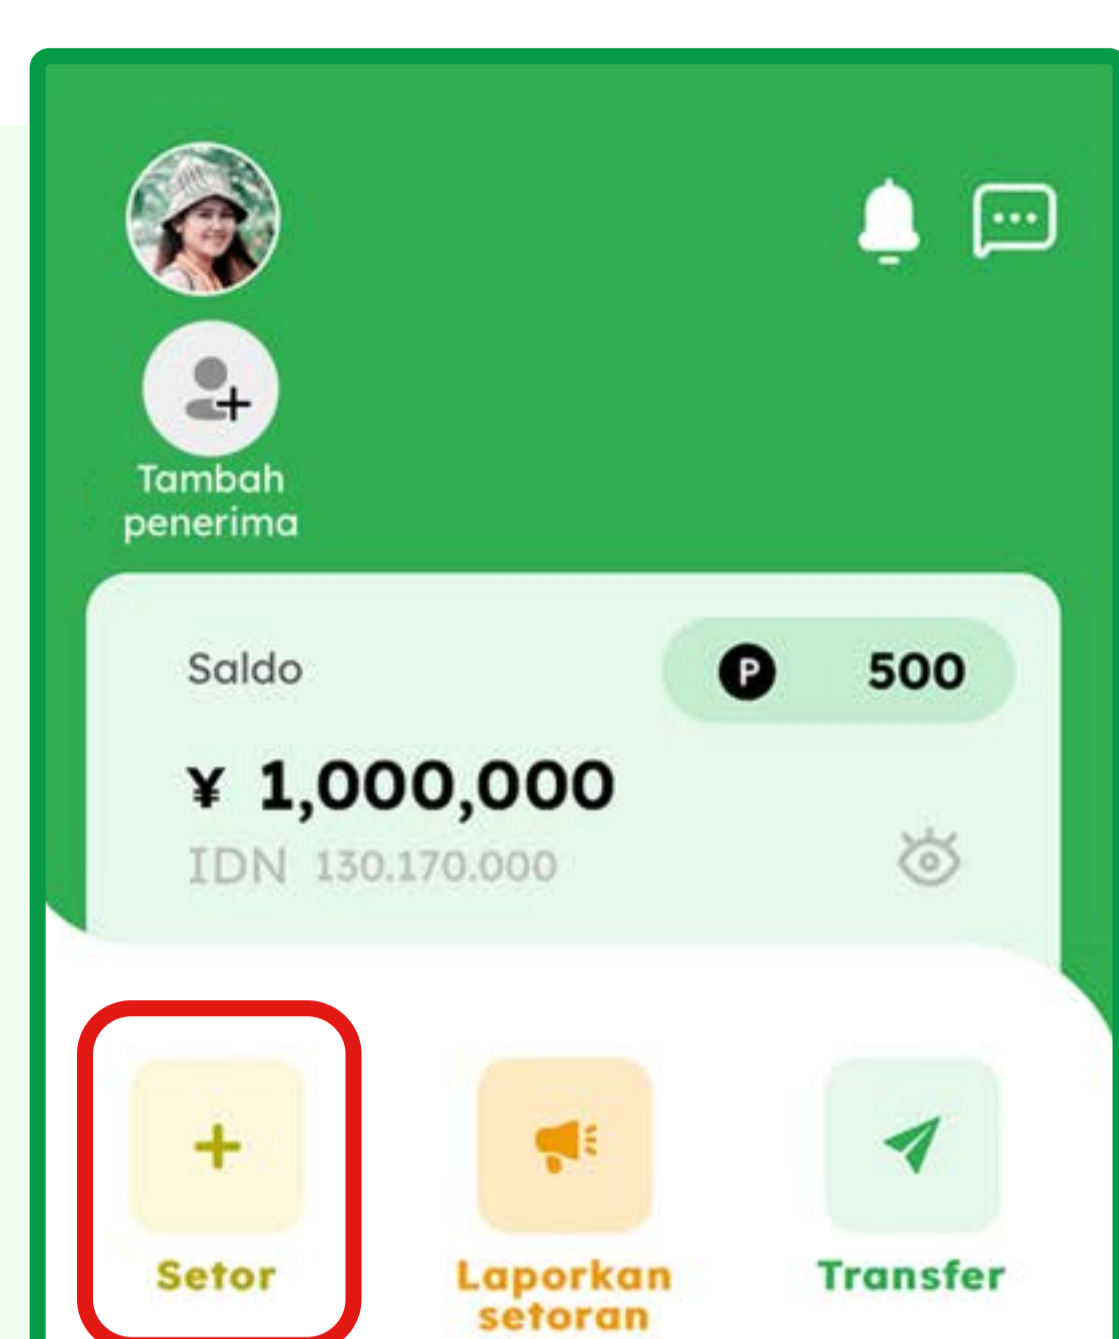 Tambah
penerima
Saldo
P 500
¥ 1,000,000
IDN 130.170.000
Setor
Laporkan
setoran
Transfer